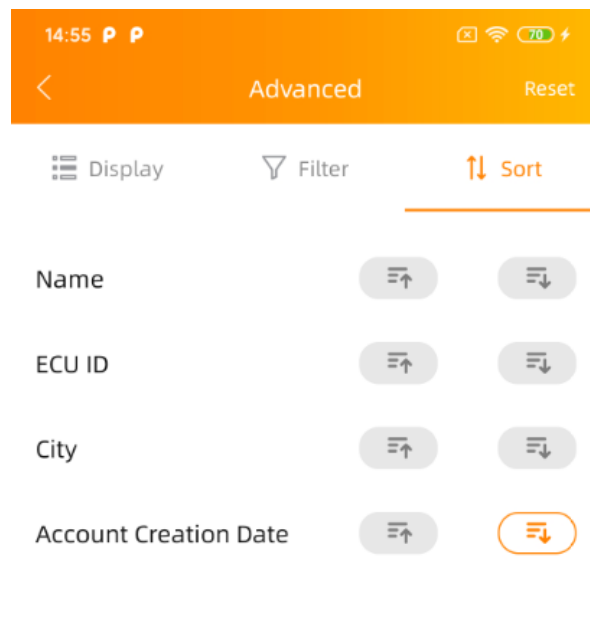 14:55 P P 70
Advanced Reset
Display Filter Sort
Name
ECU ID
City
Account Creation Date